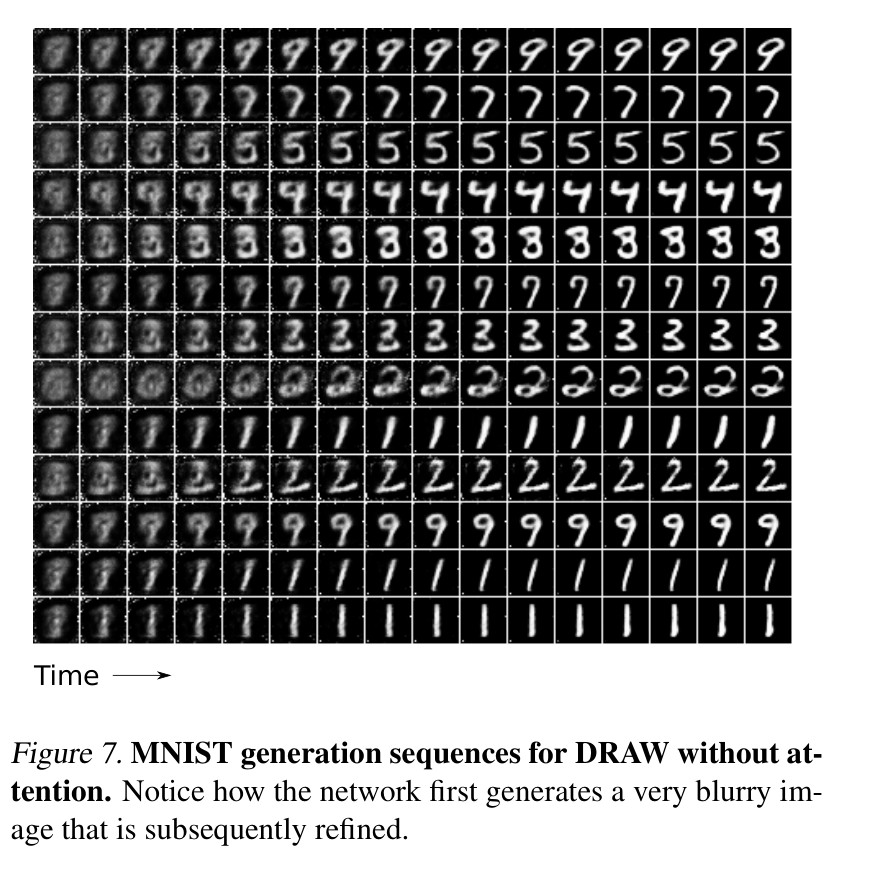 Time
Figure 7. MNIST generation sequences for DRAW without at-
tention. Notice how the network first generates a very blurry im-
age that is subsequently refined.